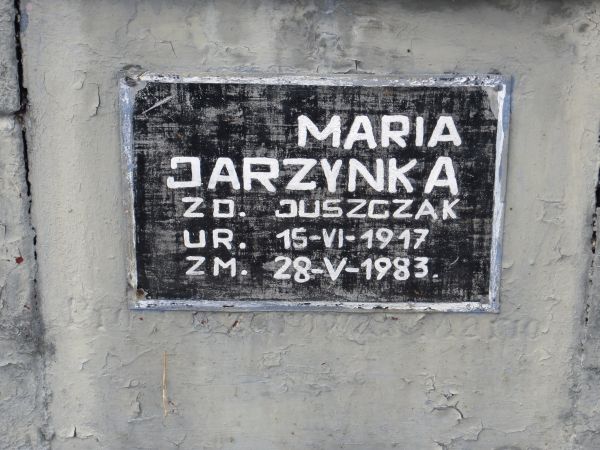 MARIA
JARZYNKA
ZD. JUSZCZAK
UR. 15-VI-1917
ZM. 28-V-1983.